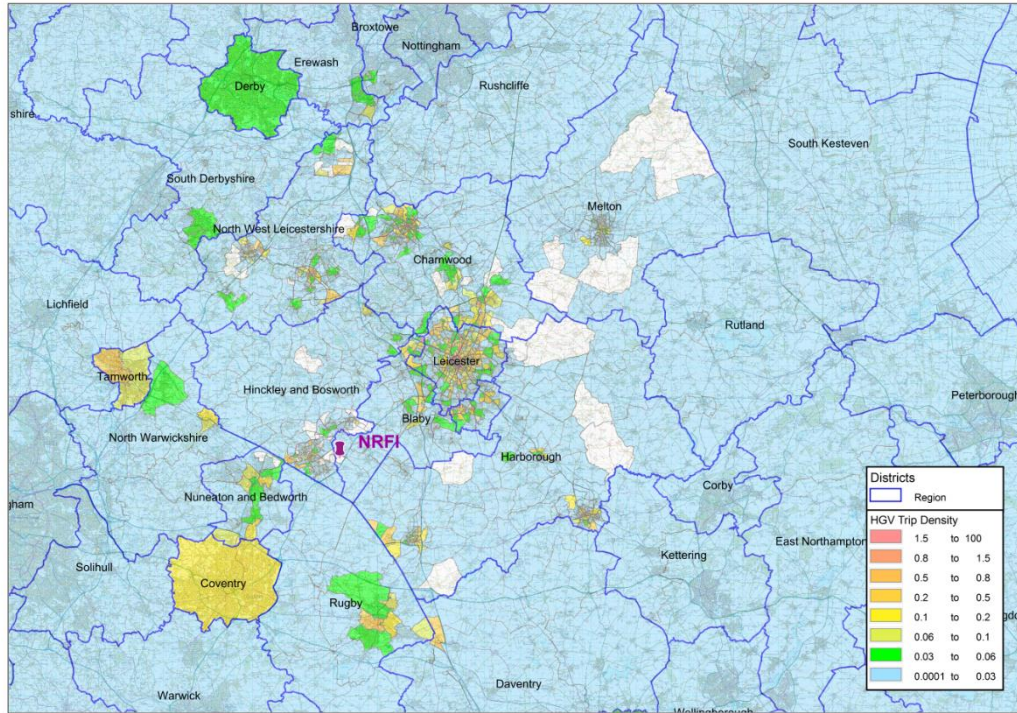 Broxtowe
Nottingham
Erewash
Derby
Rushcliffe
shire
South Kesteven
South Derbyshire
Melton
North West Leicestershire
Charnwood
Lichfield
Rutland
Leicester
Tamworth
Hinckley and Bosworth
Peterborough
Blaby
NRFI
North Warwickshire
Harborough
Corby
Nuneaton and Bedworth
gham
East Northampton
Kettering
Solihull
Coventry
Rugby
Warwick
Daventry
Wellingborough
Districts
Region
HGV Trip Density
1.5 to 100
0.8 to 1.5
0.5 to 0.8
0.2 to 0.5
0.1 to 0.2
0.06 to 0.1
0.03 to 0.06
0.0001 to 0.03